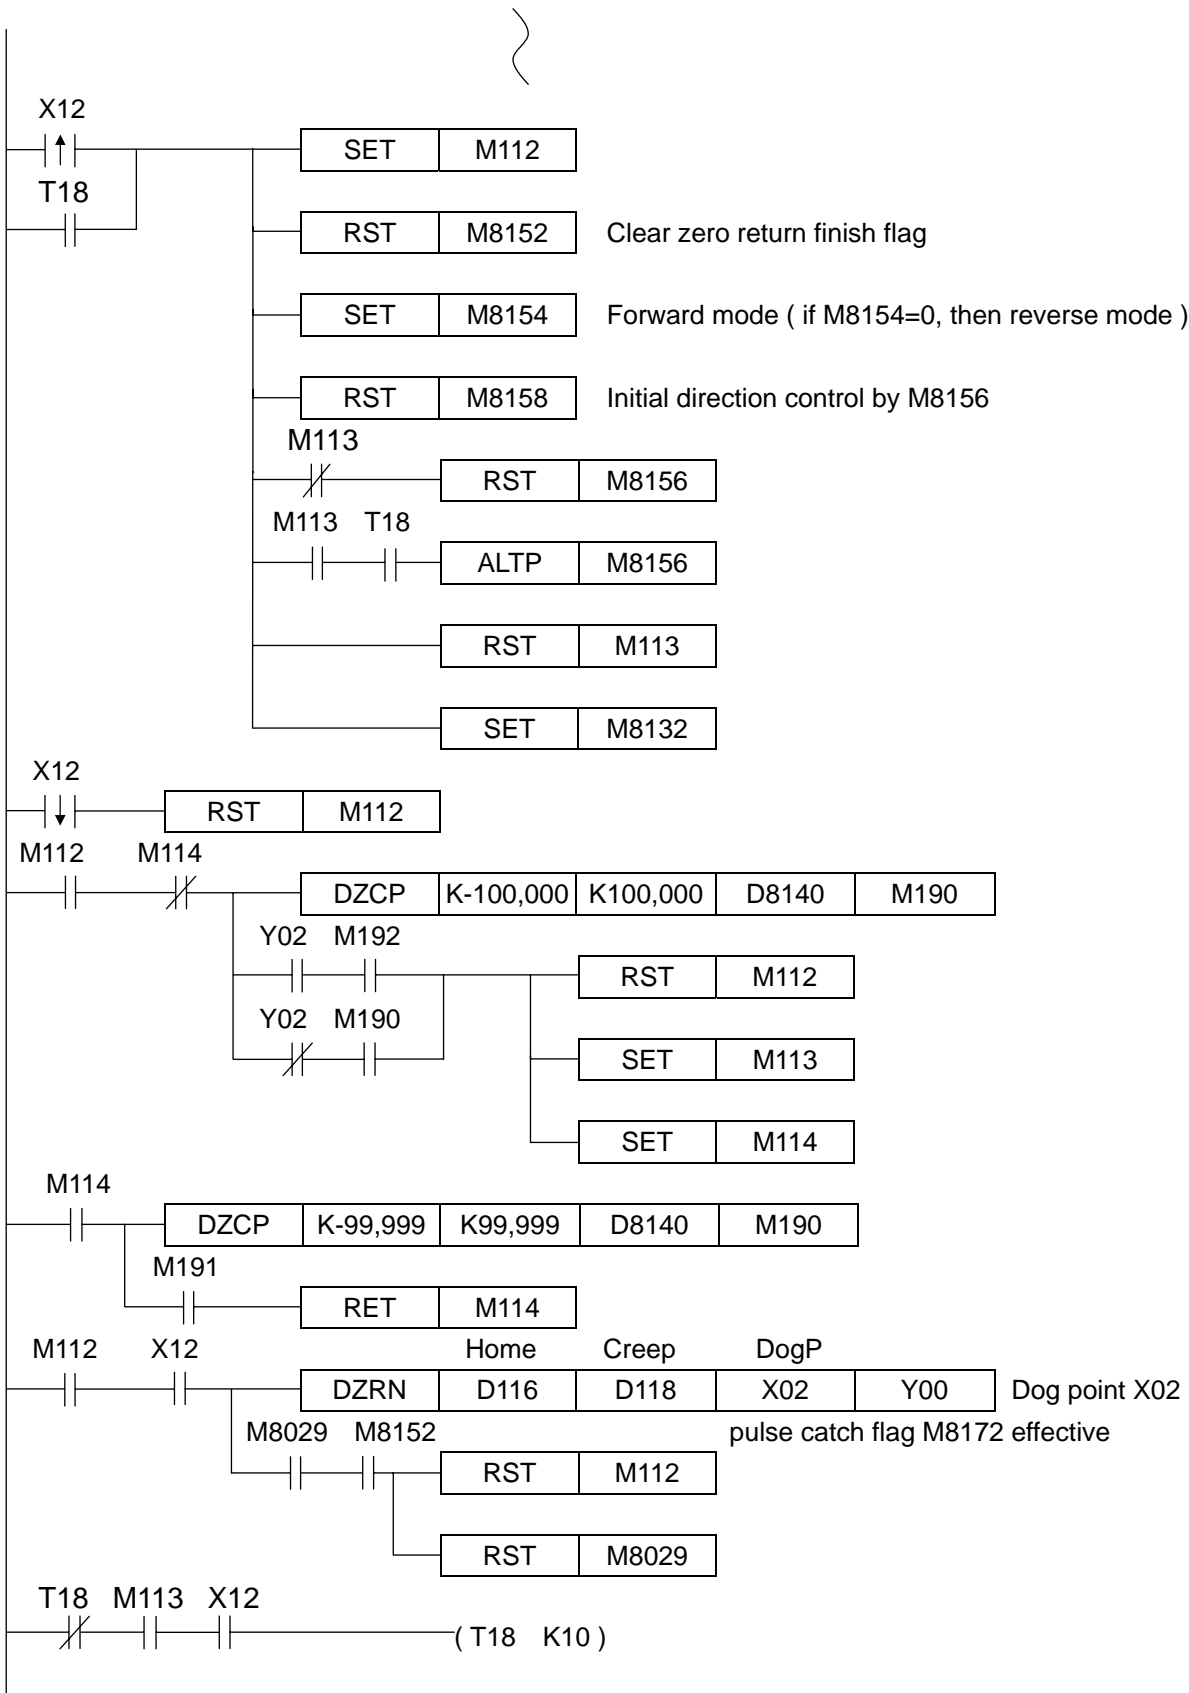 X12
SET M112
T18
RST M8152 Clear zero return finish flag
SET M8154 Forward mode ( if M8154=0, then reverse mode )
RST M8158 Initial direction control by M8156
M113
RST M8156
M113 T18
ALTP M8156
RST M113
SET M8132
X12
RST M112
M112 M114
DZCP K-100,000 K100,000 D8140 M190
Y02 M192
RST M112
Y02 M190
SET M113
SET M114
M114
DZCP K-99,999 K99,999 D8140 M190
M191
RET M114
M112 X12 Home Creep DogP
DZRN D116 D118 X02 Y00 Dog point X02
M8029 M8152 pulse catch flag M8172 effective
RST M112
RST M8029
T18 M113 X12
( T18 K10 )